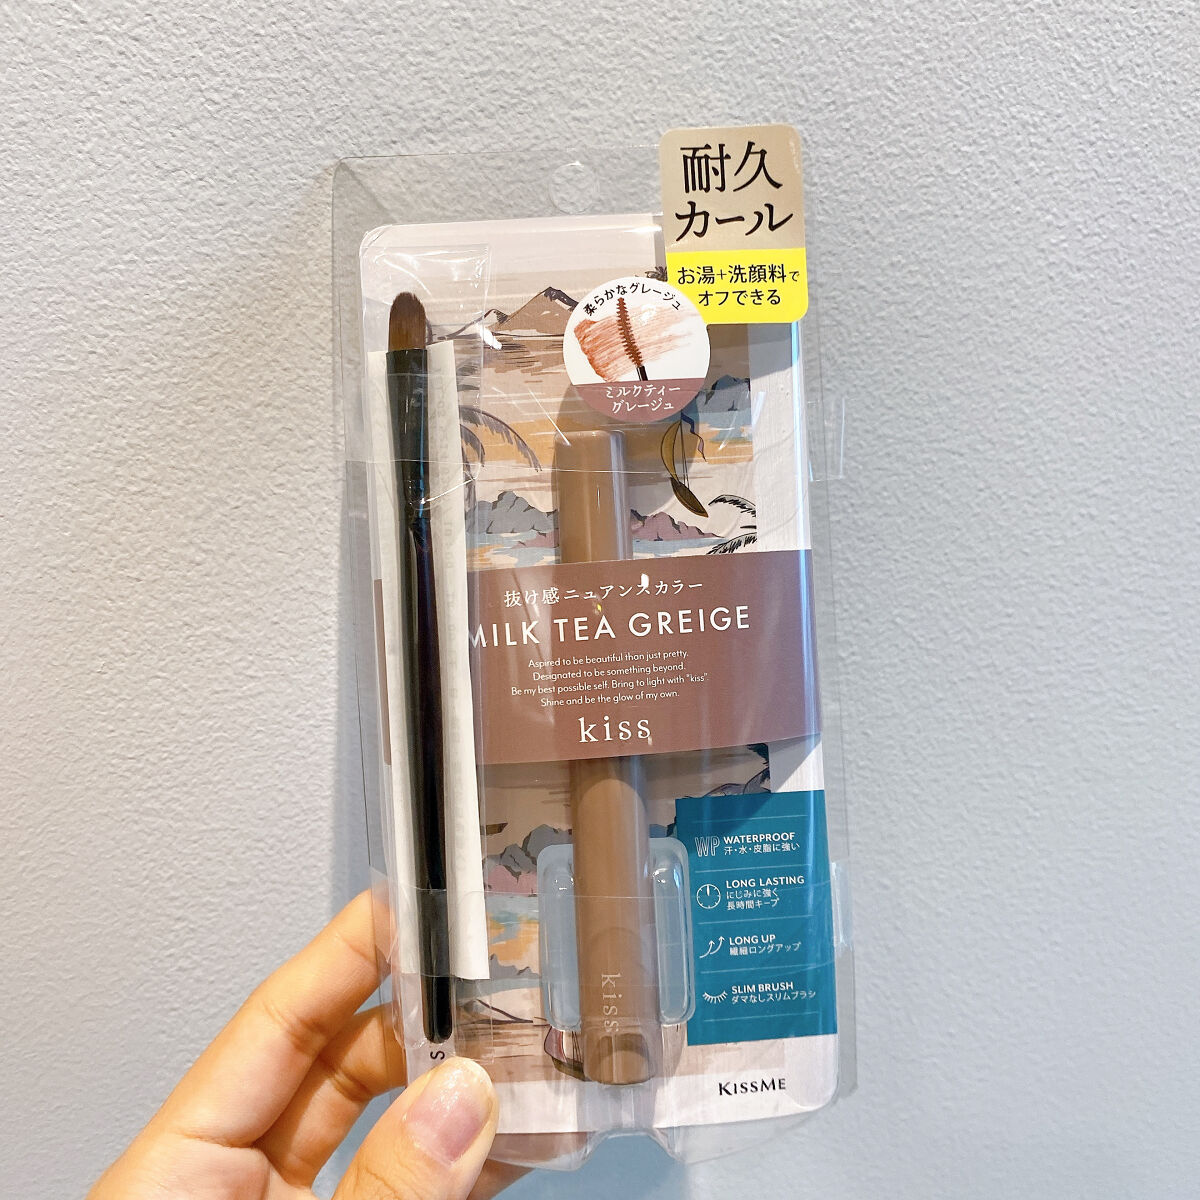 耐久
カール
お湯+洗顔料で
オフできる
柔らかなグレージュ
ミルクティー
グレージュ
抜け感ニュアンスカラー
MILK TEA GREIGE
Aspired to be beautiful than just pretty.
Designated to be something beyond.
Be my best possible self. Bring to light with "kiss".
Shine and be the glow of my own.
kiss
WP WATERPROOF
汗・水・皮脂に強い
LONG LASTING
にじみに強く
長時間キープ
LONG UP
繊細ロングアップ
SLIM BRUSH
ダマなしスリムブラシ
kiss
S
KISSME